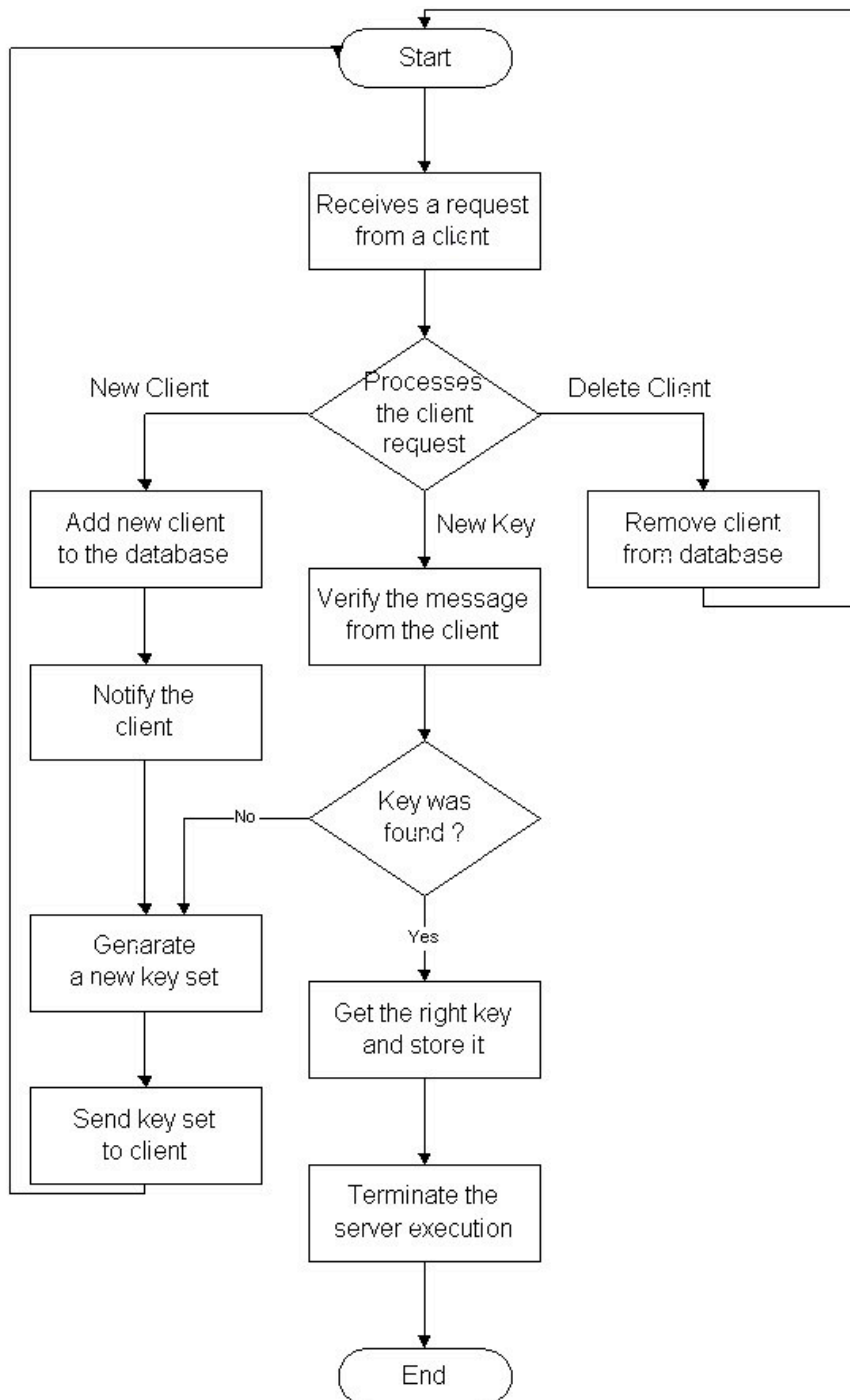 Start
Receives a request
from a client
Processes
the client
request
New Client
Delete Client
New Key
Add new client
to the database
Remove client
from database
Verify the message
from the client
Notify the
client
Key was
found ?
No
Yes
Genarate
a new key set
Get the right key
and store it
Send key set
to client
Terminate the
server execution
End